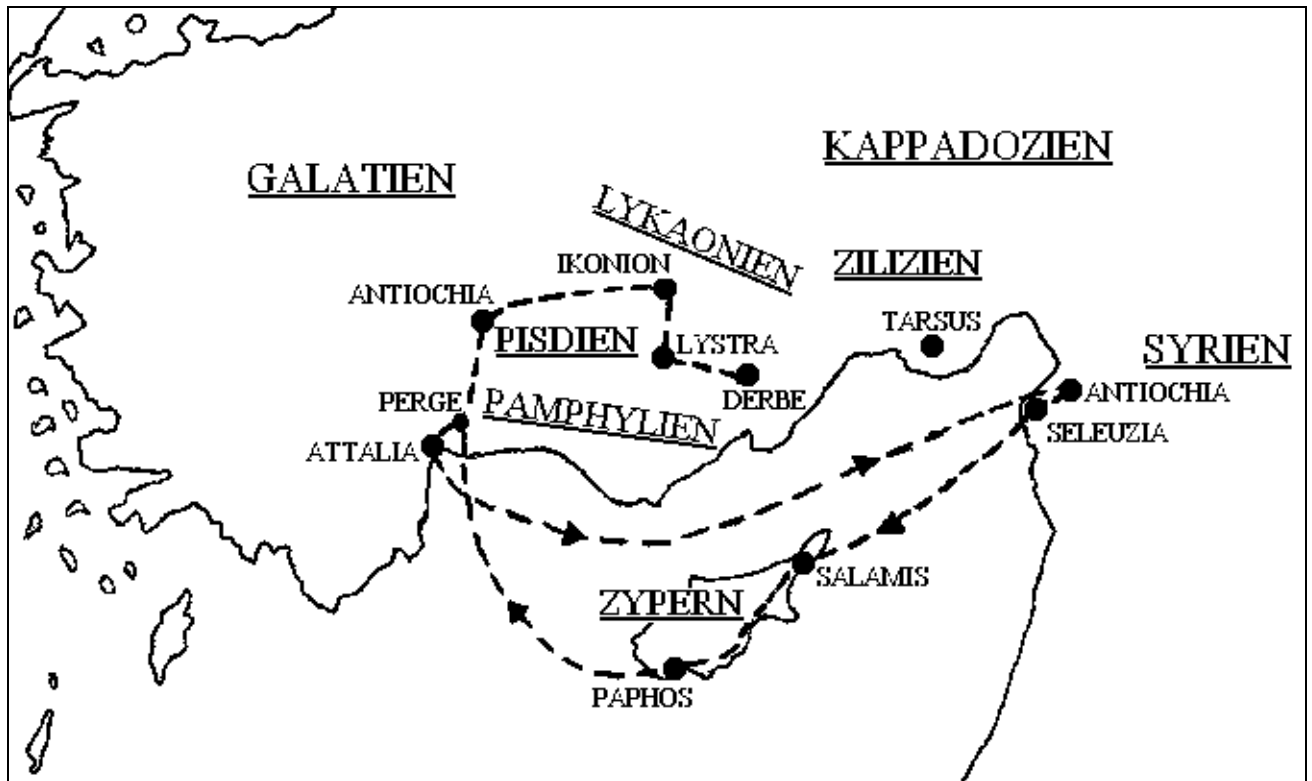 KAPPADOZIEN
GALATIEN
LYKAONIEN
ZILIZIEN
IKONION
ANTIOCHIA
TARSUS
PISDIEN
LYSTRA
SYRIEN
ANTIOCHIA
PERGE
PAMPHYLIEN
DERBE
SELEUZIA
ATTALIA
SALAMIS
ZYPERN
PAPHOS